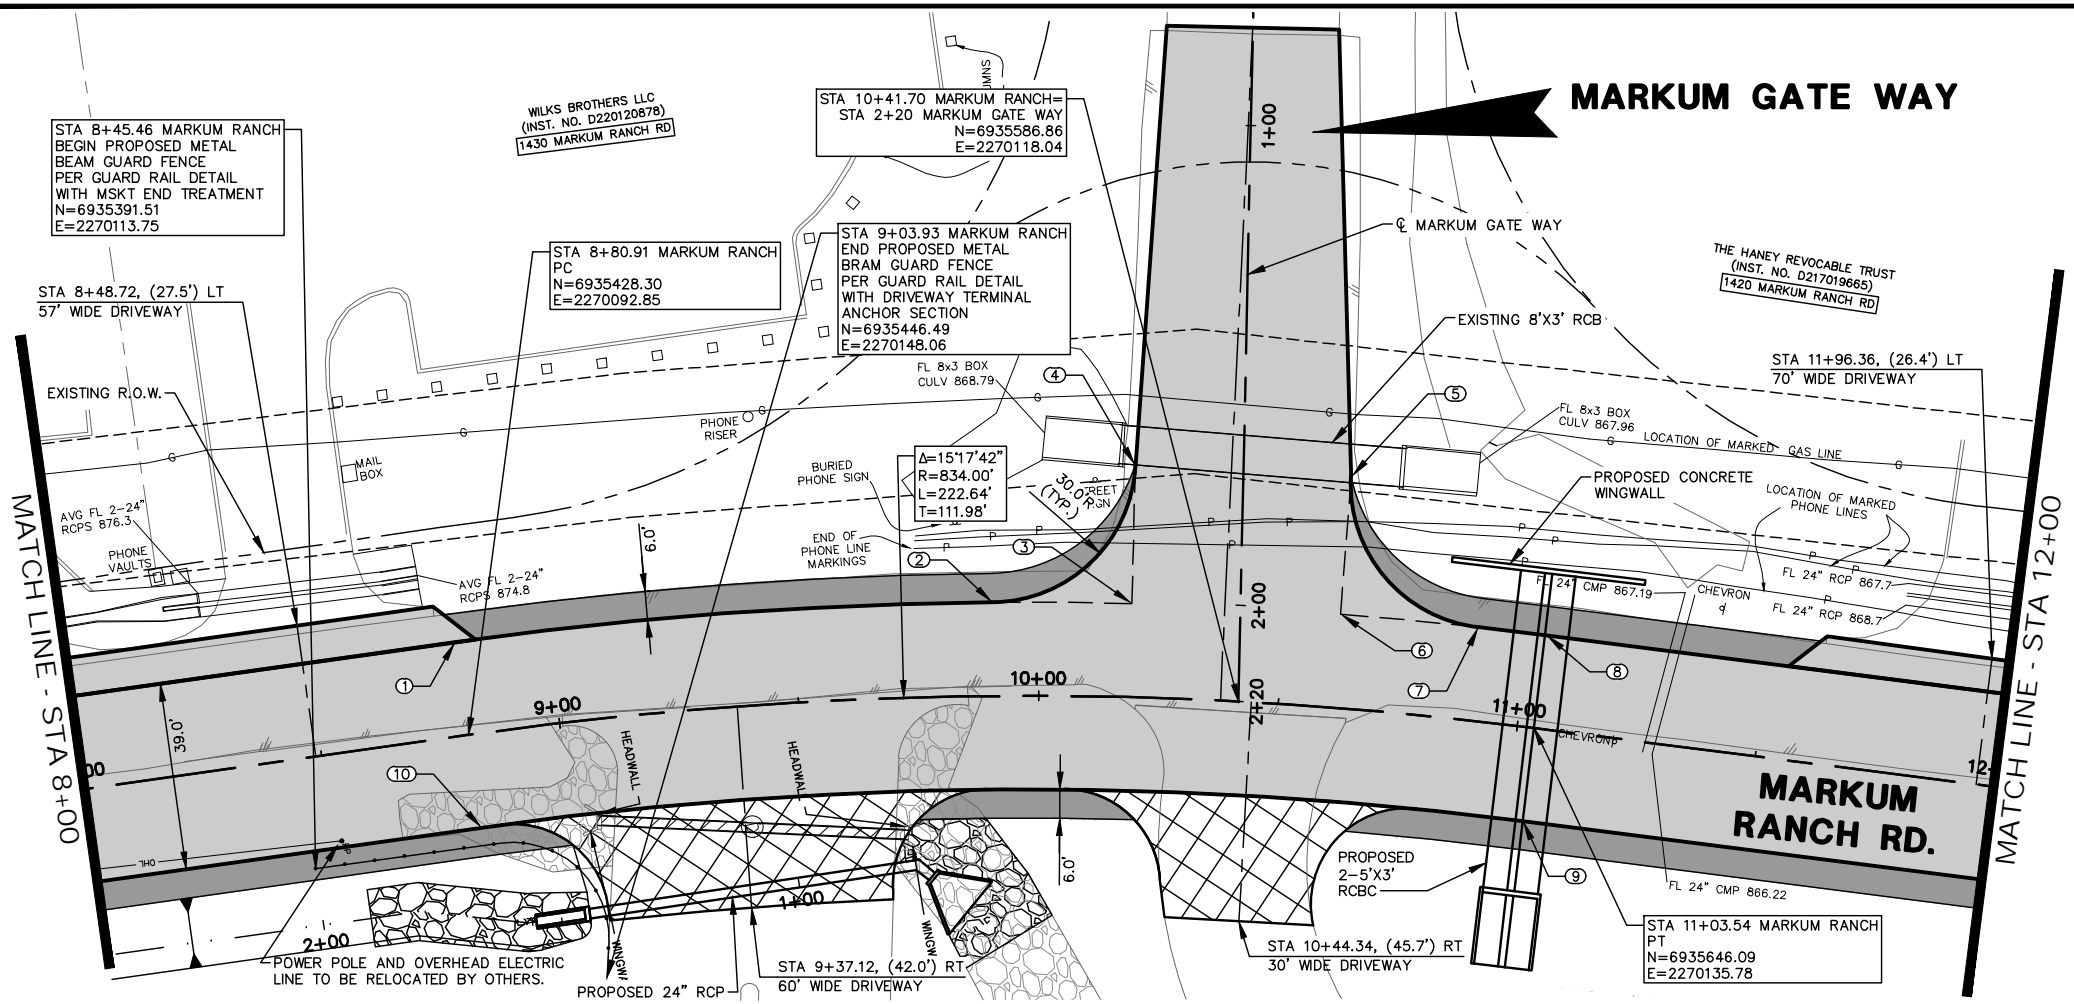 MARKUM GATE WAY
WILKS BROTHERS LLC
(INST. NO. D220120878)
1430 MARKUM RANCH RD
STA 10+41.70 MARKUM RANCH=
STA 2+20 MARKUM GATE WAY
N=6935586.86
E=2270118.04
1+00
STA 8+45.46 MARKUM RANCH
BEGIN PROPOSED METAL
BEAM GUARD FENCE
PER GUARD RAIL DETAIL
WITH MSKT END TREATMENT
N=6935391.51
E=2270113.75
STA 8+80.91 MARKUM RANCH
PC
N=6935428.30
E=2270092.85
STA 9+03.93 MARKUM RANCH
END PROPOSED METAL
BRAM GUARD FENCE
PER GUARD RAIL DETAIL
WITH DRIVEWAY TERMINAL
ANCHOR SECTION
N=6935446.49
E=2270148.06
℄ MARKUM GATE WAY
THE HANEY REVOCABLE TRUST
(INST. NO. D217019665)
1420 MARKUM RANCH RD
STA 8+48.72, (27.5') LT
57' WIDE DRIVEWAY
EXISTING 8'X3' RCB
STA 11+96.36, (26.4') LT
70' WIDE DRIVEWAY
EXISTING R.O.W.
FL 8x3 BOX
CULV 868.79
4
5
PHONE
RISER
G
G
G
G
G
G
FL 8x3 BOX
CULV 867.96
LOCATION OF MARKED GAS LINE
MAIL
BOX
BURIED
PHONE SIGN
Δ=15°17'42"
R=834.00'
L=222.64'
T=111.98'
30.0'R.
(TYP.)
PROPOSED CONCRETE
WINGWALL
LOCATION OF MARKED
PHONE LINES
AVG FL 2-24"
RCPS 876.3
PHONE
VAULTS
AVG FL 2-24"
RCPS 874.8
6.0'
END OF
PHONE LINE
MARKINGS
2
3
P
P
P
P
P
P
P
P
P
P
P
FL 24" CMP 867.19
CHEVRON
FL 24" RCP 867.7
FL 24" RCP 868.7
MATCH LINE - STA 8+00
MATCH LINE - STA 12+00
2+00
1
6
7
8
39.0'
9+00
10+00
2+20
11+00
CHEVRON
HEADWALL
HEADWALL
10
OHL
MARKUM
RANCH RD.
6.0'
PROPOSED
2-5'X3'
RCBC
9
FL 24" CMP 866.22
1+00
2+00
POWER POLE AND OVERHEAD ELECTRIC
LINE TO BE RELOCATED BY OTHERS.
PROPOSED 24" RCP
STA 9+37.12, (42.0') RT
60' WIDE DRIVEWAY
STA 10+44.34, (45.7') RT
30' WIDE DRIVEWAY
STA 11+03.54 MARKUM RANCH
PT
N=6935646.09
E=2270135.78